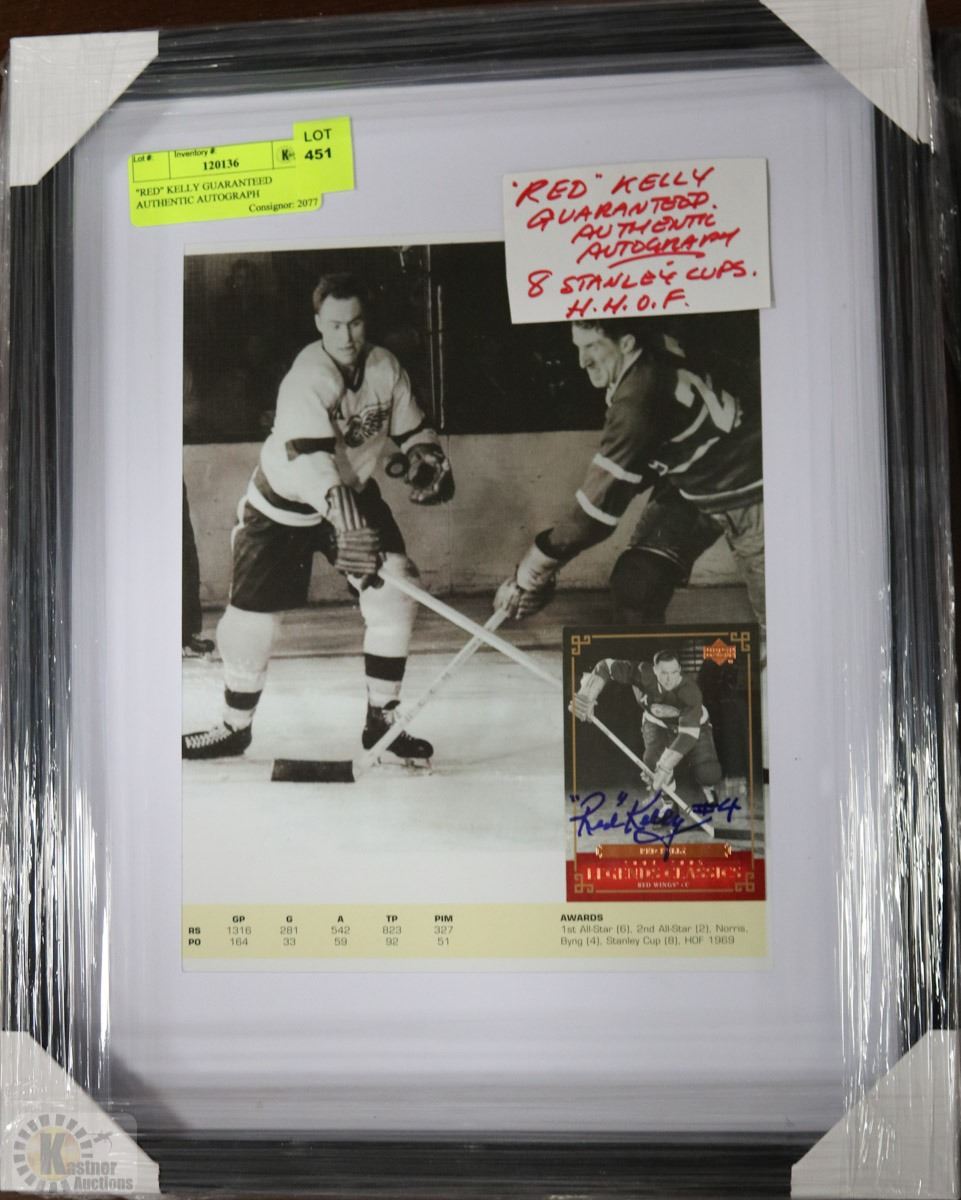 Lot #: Inventory #: K
120136
"RED" KELLY GUARANTEED
AUTHENTIC AUTOGRAPH
Consignor: 2077
LOT
451
"RED" KELLY
GUARANTEED.
AUTHENTIC
AUTOGRAPH
8 STANLEY CUPS.
H.H.O.F.
"Red" Kelly #4
RED KELLY
LEGENDS CLASSICS
RED WINGS • C
GP G A TP PIM
RS 1316 281 542 823 327
PO 164 33 59 92 51
AWARDS
1st All-Star (6), 2nd All-Star (2), Norris,
Byng (4), Stanley Cup (8), HOF 1969
Kastner
Auctions